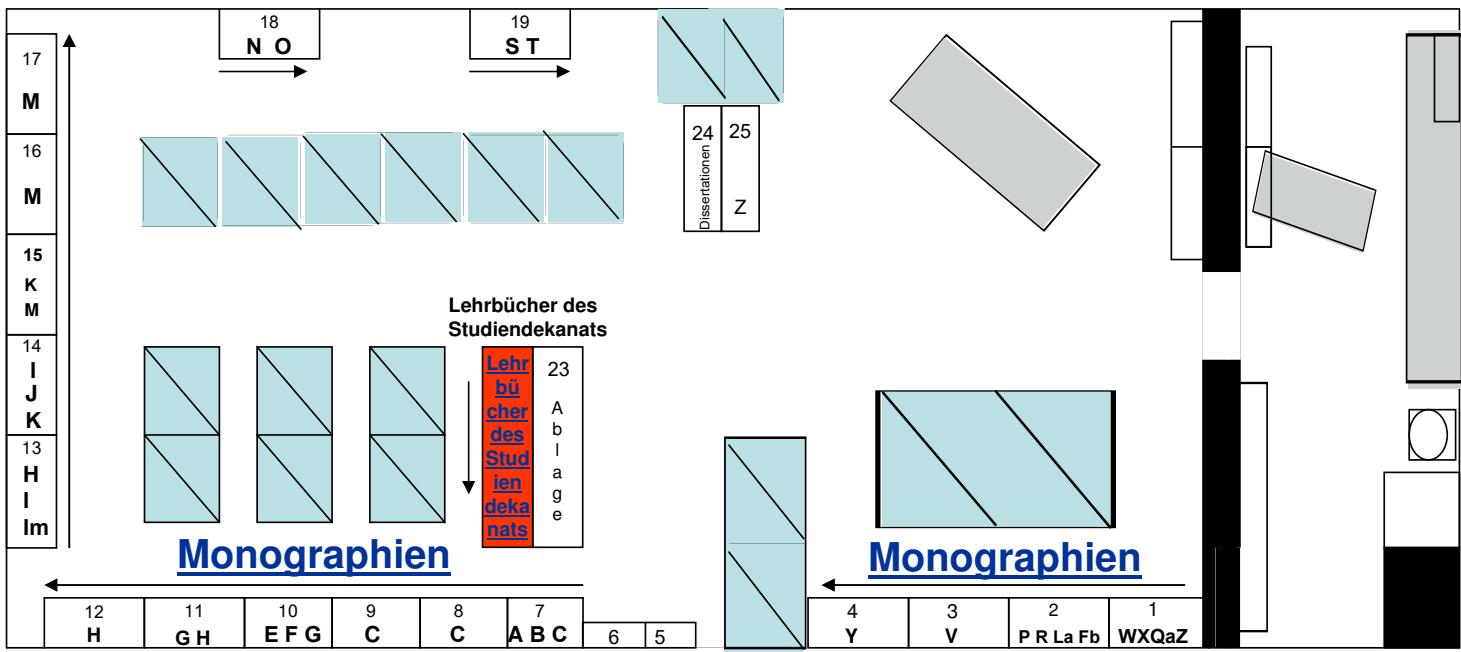 18
N O
19
S T
17
M
16
M
15
K
M
14
I
J
K
13
H
I
Im
24
Dissertationen
25
Z
Lehrbücher des
Studiendekanats
Lehr
bü
cher
des
Stud
ien
deka
nats
23
A
b
l
a
g
e
Monographien
Monographien
12
H
11
G H
10
E F G
9
C
8
C
7
A B C
6
5
4
Y
3
V
2
P R La Fb
1
WXQaZ